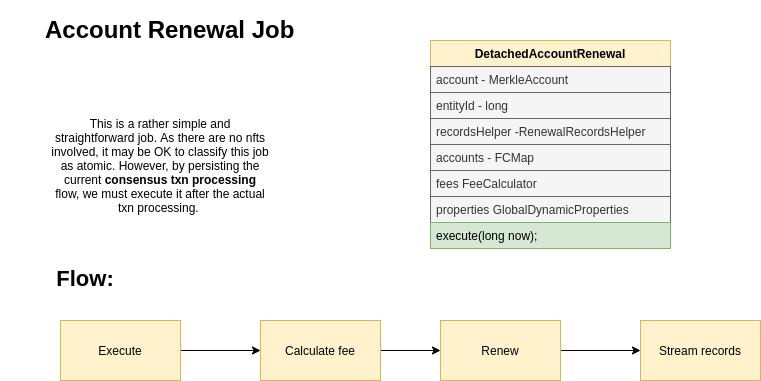 Account Renewal Job
This is a rather simple and
straightforward job. As there are no nfts
involved, it may be OK to classify this job
as atomic. However, by persisting the
current consensus txn processing
flow, we must execute it after the actual
txn processing.
DetachedAccountRenewal
account - MerkleAccount
entityId - long
recordsHelper -RenewalRecordsHelper
accounts - FCMap
fees FeeCalculator
properties GlobalDynamicProperties
execute(long now);
Flow:
Execute
Calculate fee
Renew
Stream records